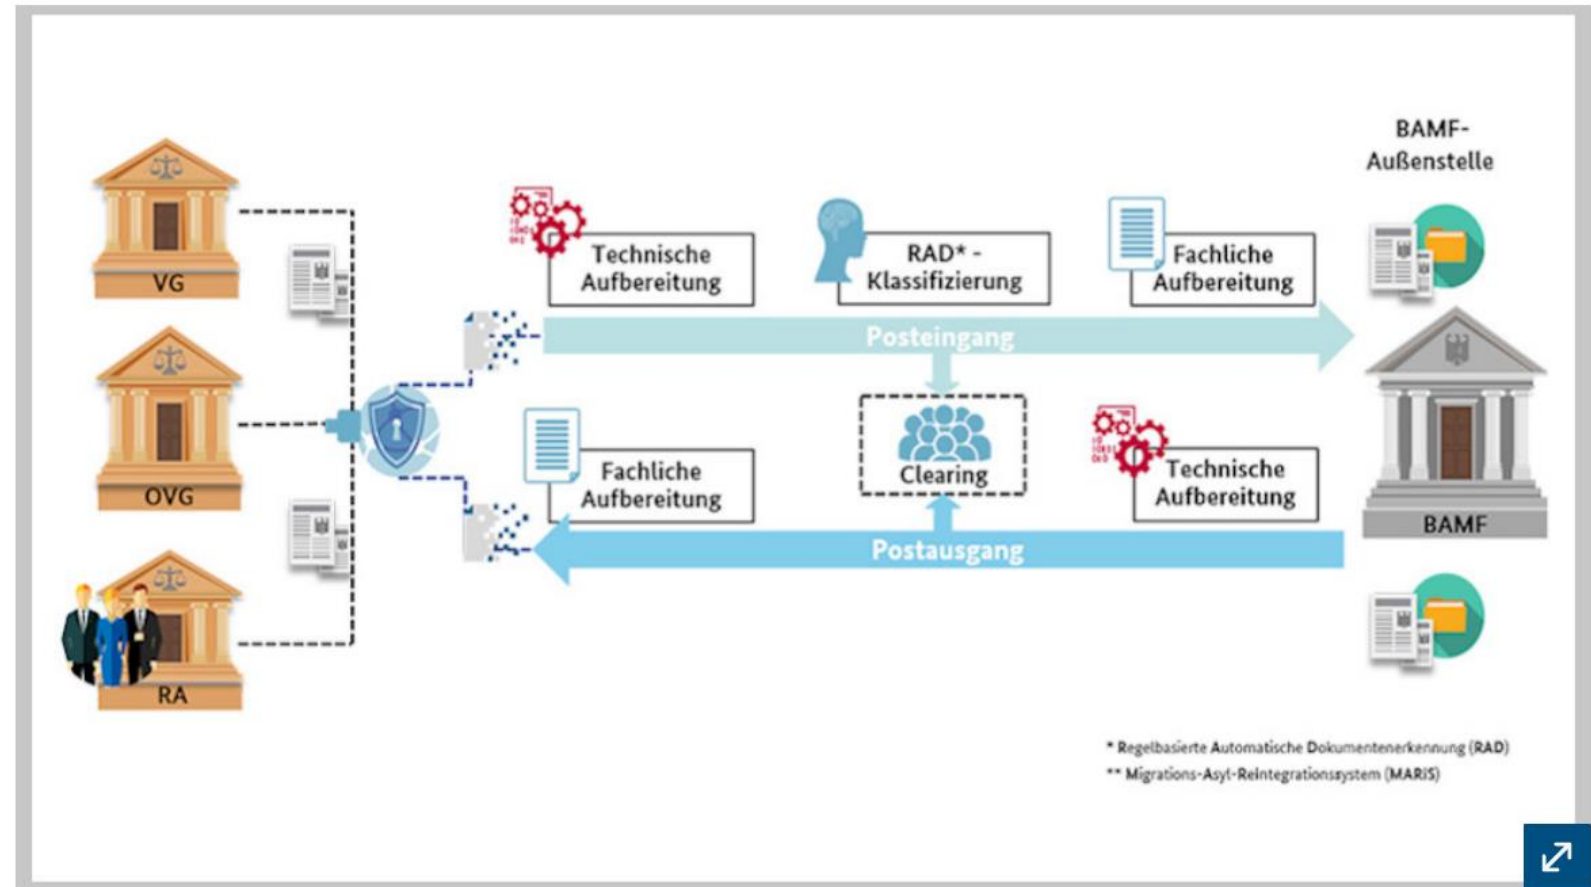 BAMF-
Außenstelle
VG
Technische
Aufbereitung
RAD* -
Klassifizierung
Fachliche
Aufbereitung
Posteingang
OVG
Fachliche
Aufbereitung
Clearing
Technische
Aufbereitung
BAMF
Postausgang
RA
* Regelbasierte Automatische Dokumentenerkennung (RAD)
** Migrations-Asyl-ReIntegrationssystem (MARiS)